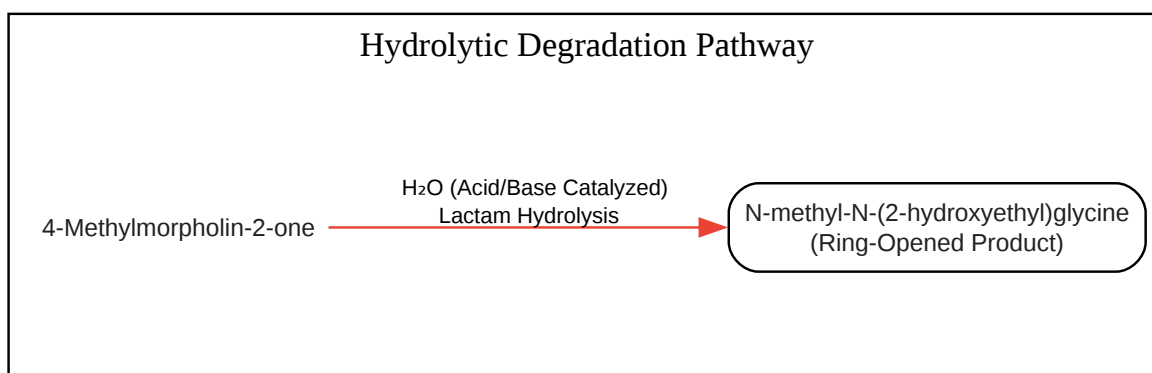 Hydrolytic Degradation Pathway
H₂O (Acid/Base Catalyzed)
Lactam Hydrolysis
4-Methylmorpholin-2-one
N-methyl-N-(2-hydroxyethyl)glycine
(Ring-Opened Product)